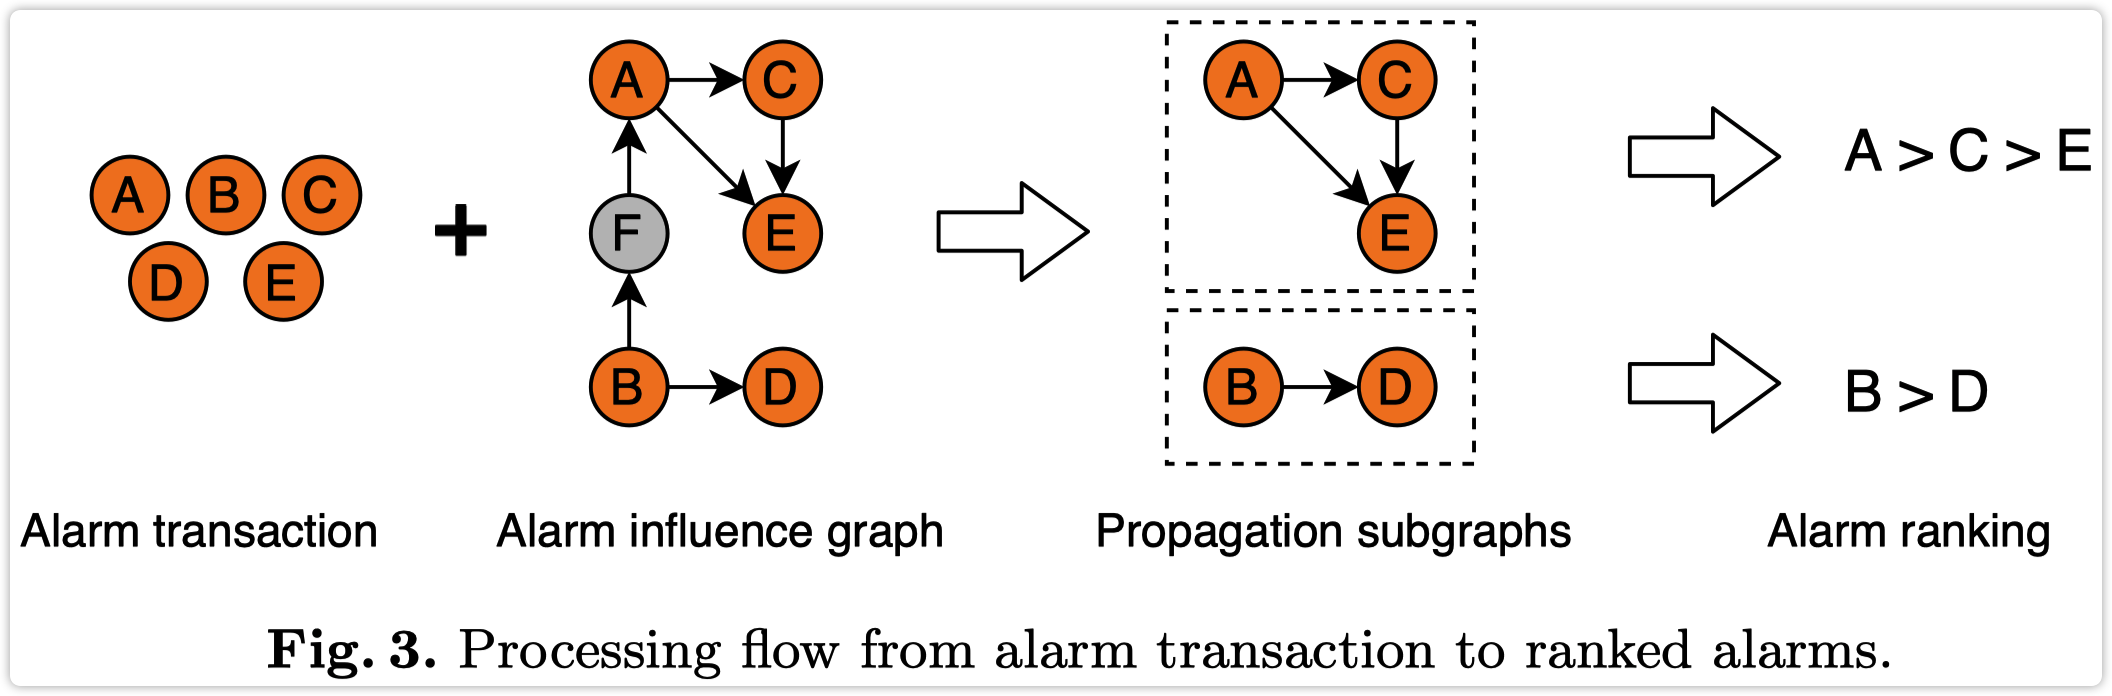 A B C
D E
+
A C
F E
B D
A C
E
B D
A > C > E
B > D
Alarm transaction
Alarm influence graph
Propagation subgraphs
Alarm ranking
Fig. 3. Processing flow from alarm transaction to ranked alarms.